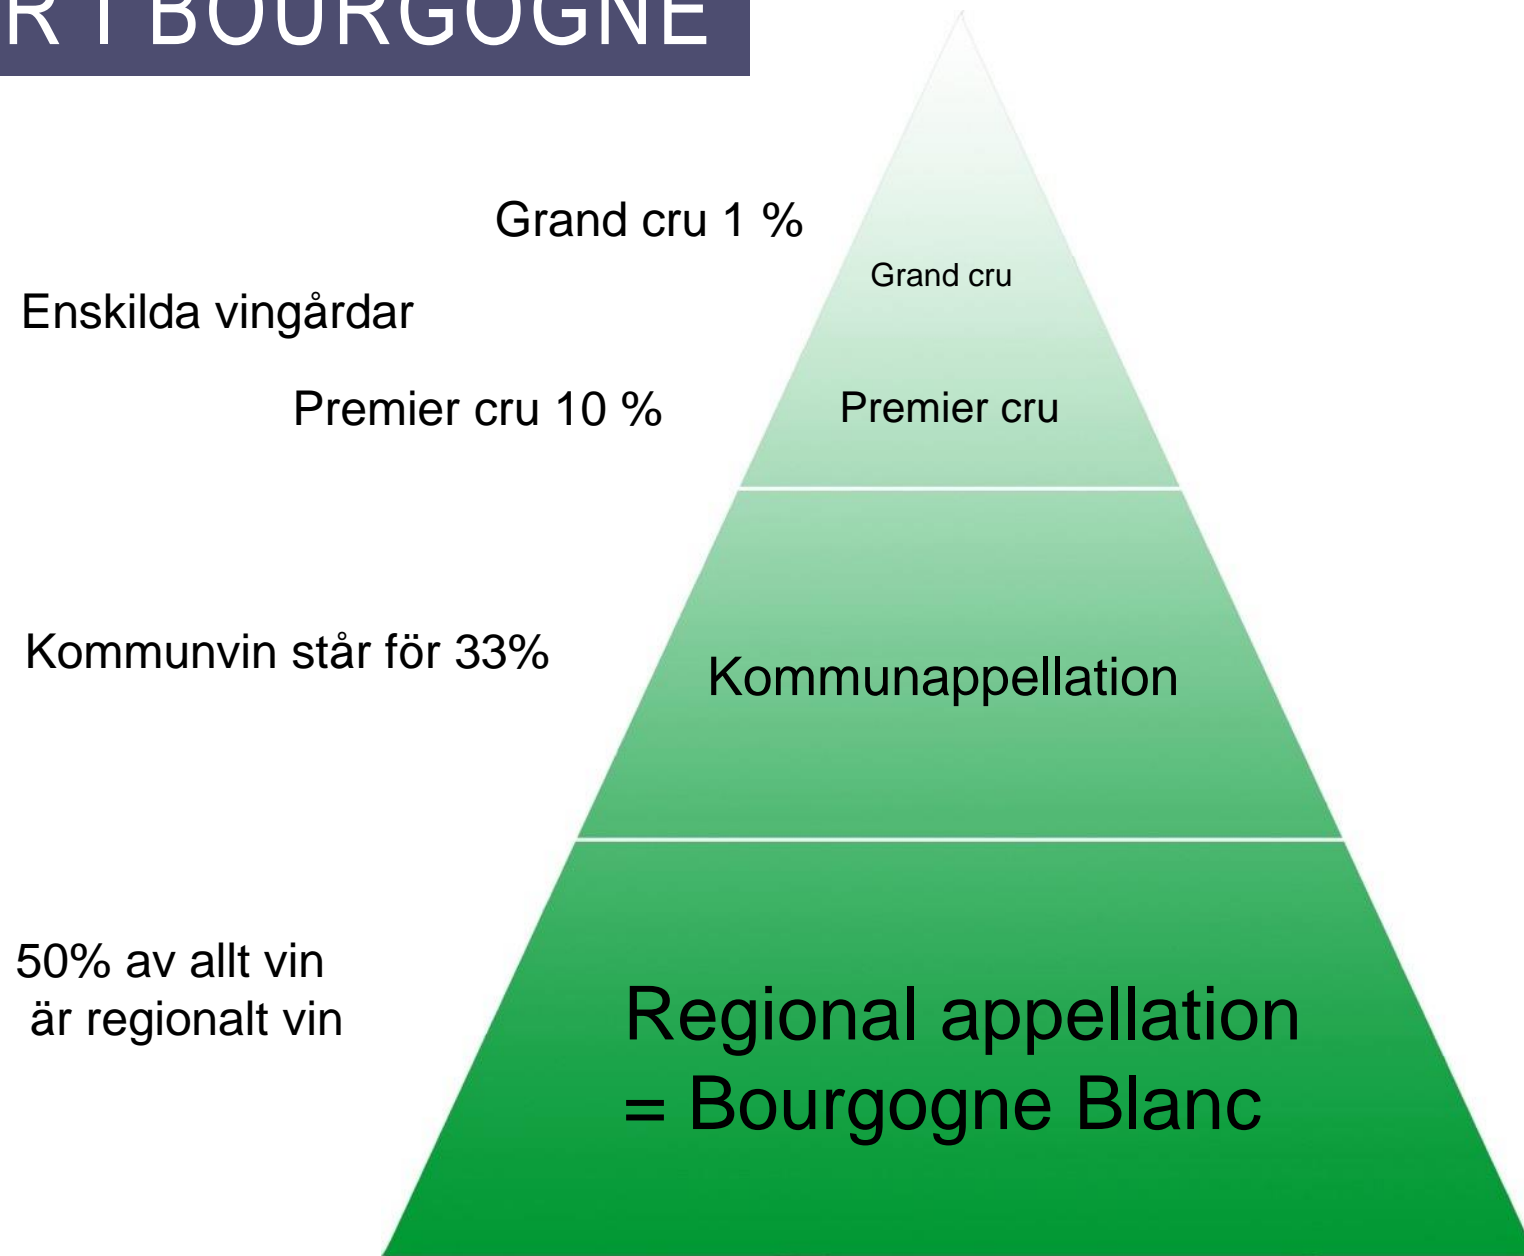 R I BOURGOGNE
Grand cru 1 %
Grand cru
Enskilda vingårdar
Premier cru 10 %
Premier cru
Kommunvin står för 33%
Kommunappellation
50% av allt vin
är regionalt vin
Regional appellation
= Bourgogne Blanc